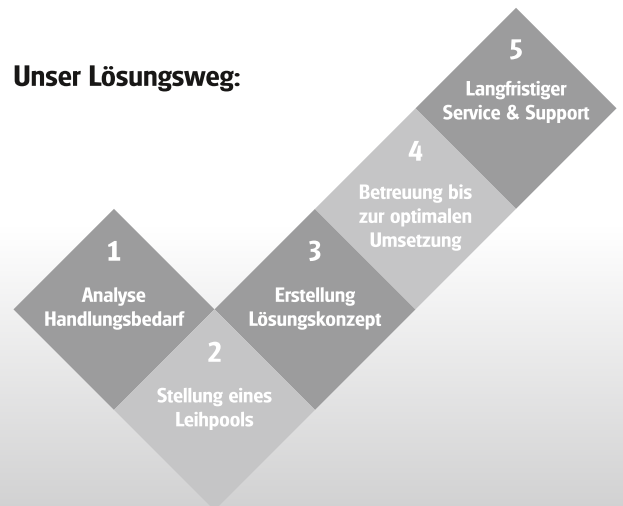 Unser Lösungsweg:
1
Analyse
Handlungsbedarf
2
Stellung eines
Leihpools
3
Erstellung
Lösungskonzept
4
Betreuung bis
zur optimalen
Umsetzung
5
Langfristiger
Service & Support